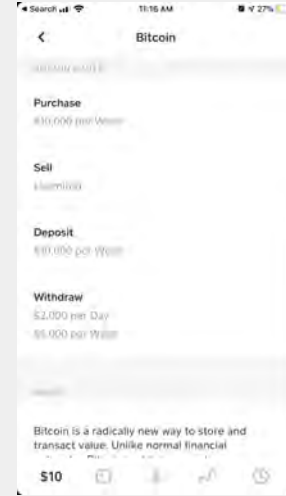 Search
11:16 AM
27%
Bitcoin
Purchase
$10,000 per Week
Sell
Unlimited
Deposit
$10,000 per Week
Withdraw
$2,000 per Day
$5,000 per Week
Bitcoin is a radically new way to store and
transact value. Unlike normal financial
$10